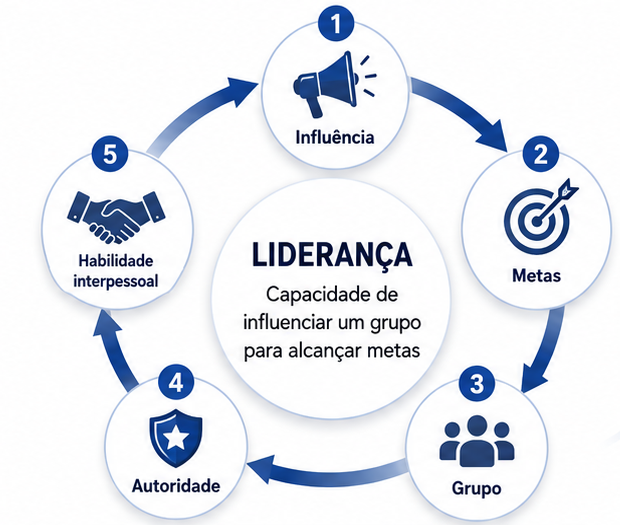 1
Influência
2
Metas
3
Grupo
4
Autoridade
5
Habilidade
interpessoal
LIDERANÇA
Capacidade de
influenciar um grupo
para alcançar metas